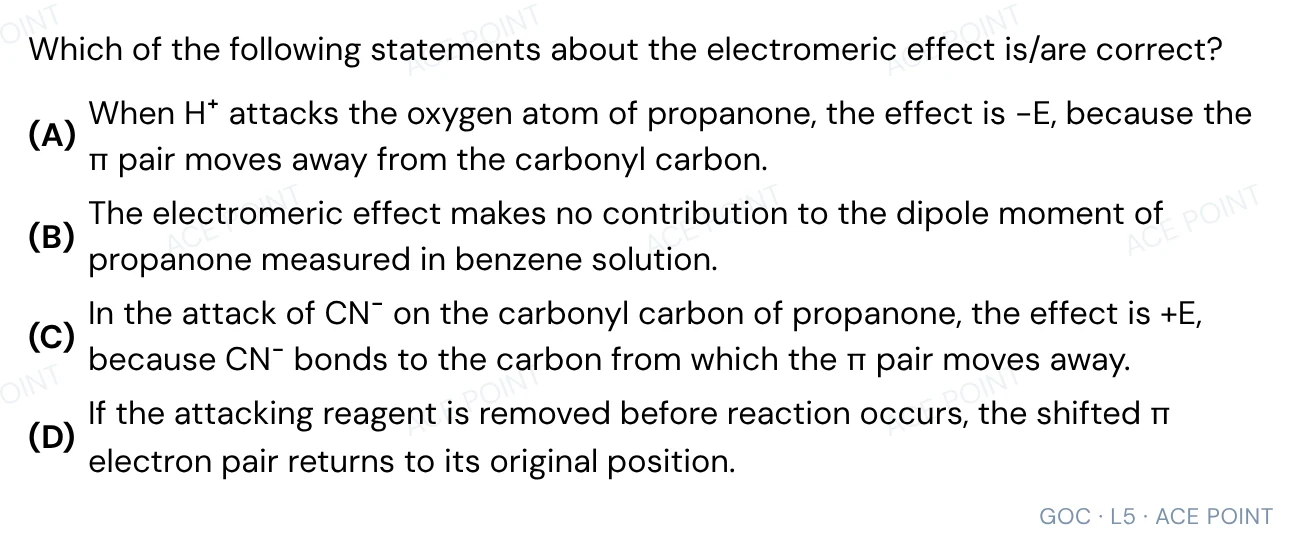 Which of the following statements about the electromeric effect is/are correct?
(A) When H⁺ attacks the oxygen atom of propanone, the effect is −E, because the
π pair moves away from the carbonyl carbon.
(B) The electromeric effect makes no contribution to the dipole moment of
propanone measured in benzene solution.
(C) In the attack of CN⁻ on the carbonyl carbon of propanone, the effect is +E,
because CN⁻ bonds to the carbon from which the π pair moves away.
(D) If the attacking reagent is removed before reaction occurs, the shifted π
electron pair returns to its original position.
GOC · L5 · ACE POINT